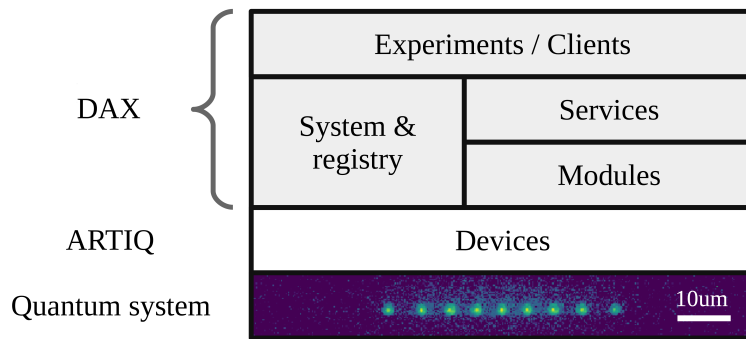 Experiments / Clients
DAX
System &
registry
Services
Modules
ARTIQ
Devices
Quantum system
10um